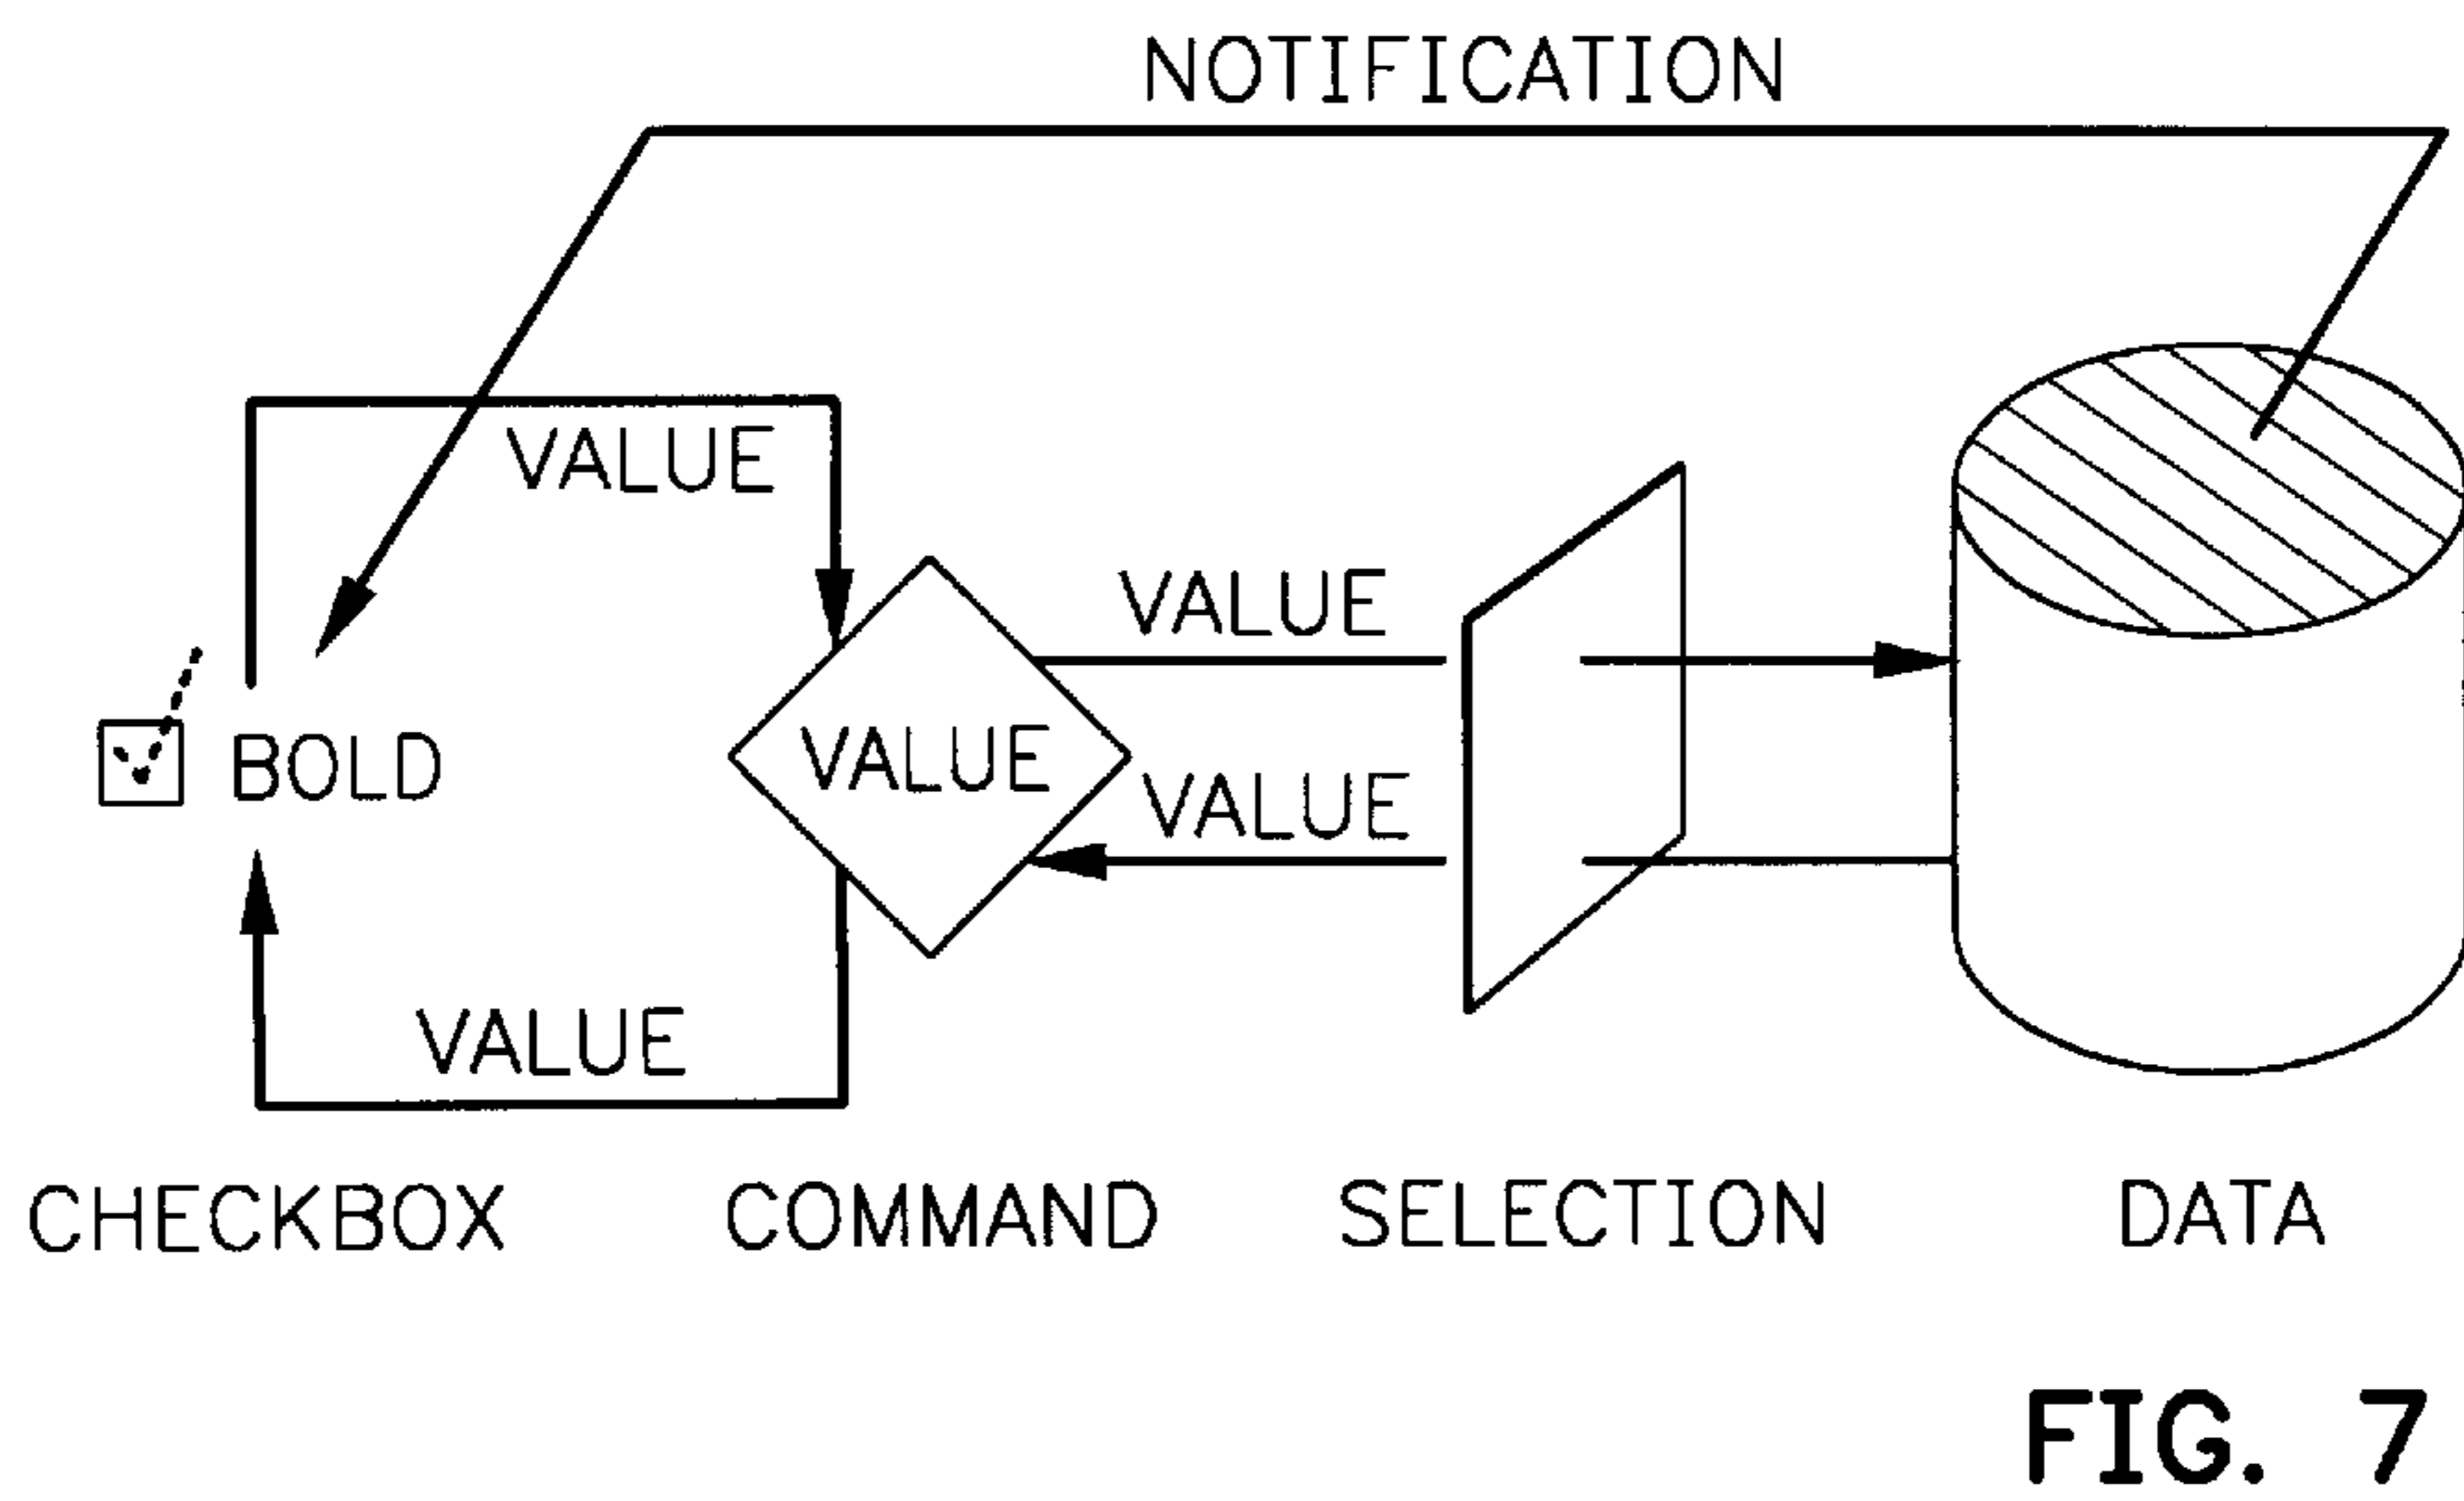 NOTIFICATION
VALUE
VALUE
BOLD
VALUE
VALUE
VALUE
CHECKBOX COMMAND SELECTION DATA
FIG. 7